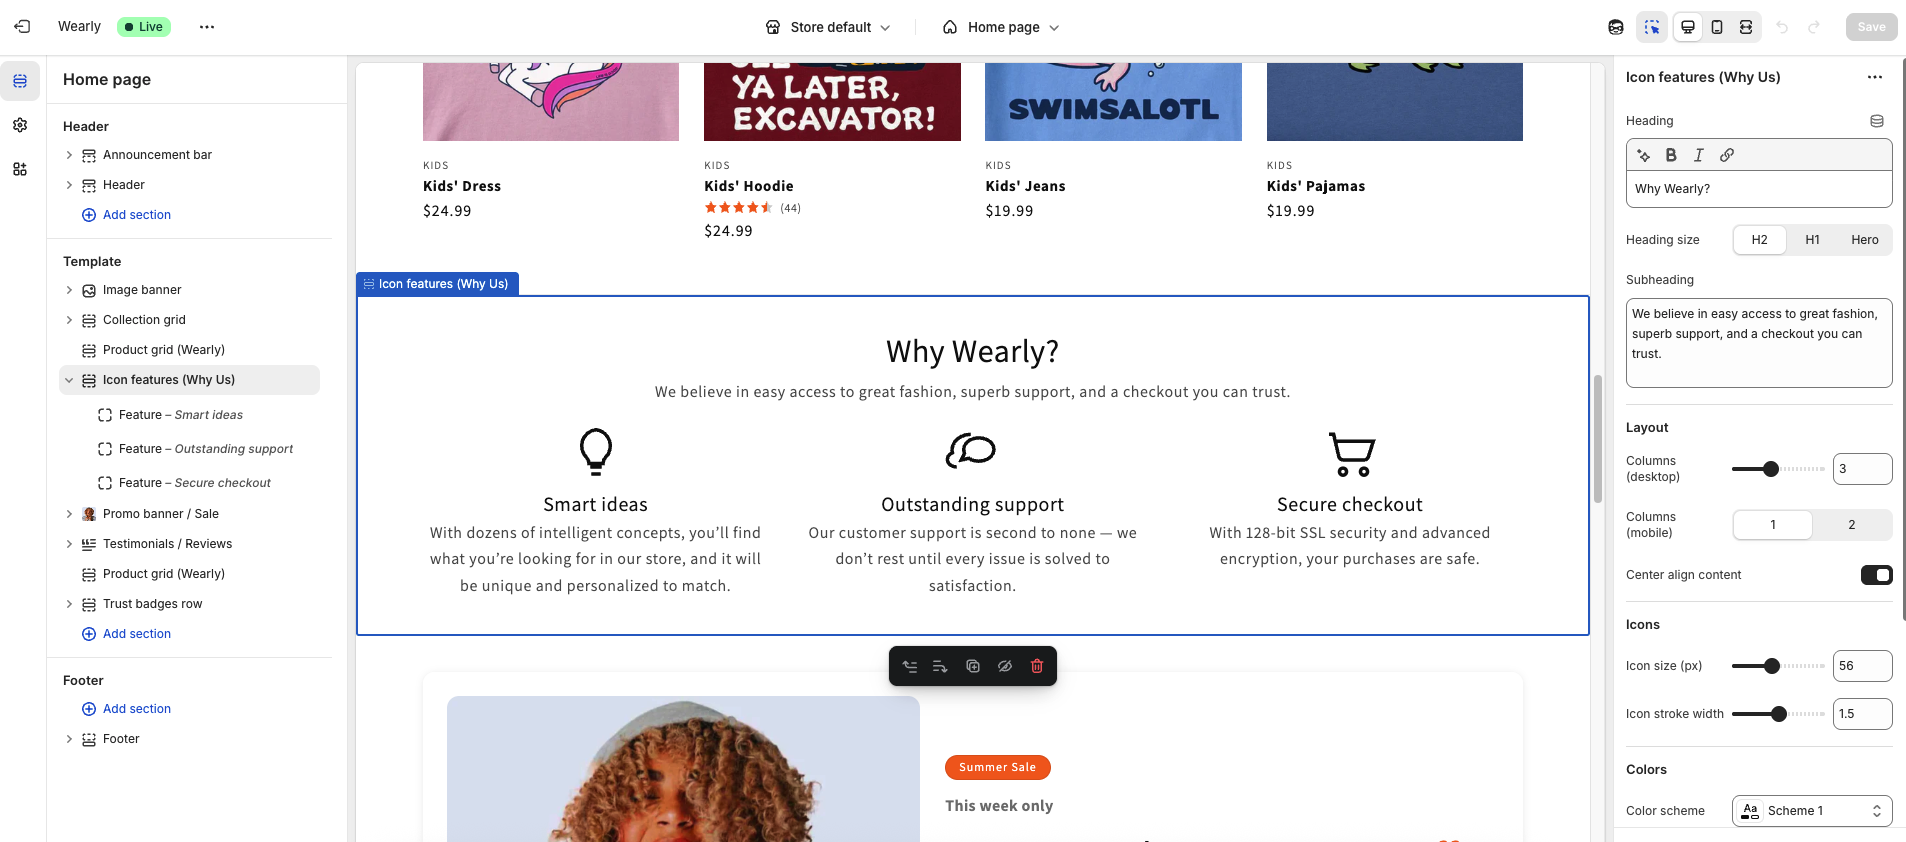 Wearly
Live
Store default
Home page
Save
Home page
Header
Announcement bar
Header
Add section
Template
Image banner
Collection grid
Product grid (Wearly)
Icon features (Why Us)
Feature – Smart ideas
Feature – Outstanding support
Feature – Secure checkout
Promo banner / Sale
Testimonials / Reviews
Product grid (Wearly)
Trust badges row
Add section
Footer
Add section
Footer
YA LATER,
EXCAVATOR!
SWIMSALOTL
KIDS
Kids' Dress
$24.99
KIDS
Kids' Hoodie
(44)
$24.99
KIDS
Kids' Jeans
$19.99
KIDS
Kids' Pajamas
$19.99
Icon features (Why Us)
Why Wearly?
We believe in easy access to great fashion, superb support, and a checkout you can trust.
Smart ideas
With dozens of intelligent concepts, you’ll find
what you’re looking for in our store, and it will
be unique and personalized to match.
Outstanding support
Our customer support is second to none — we
don’t rest until every issue is solved to
satisfaction.
Secure checkout
With 128-bit SSL security and advanced
encryption, your purchases are safe.
Summer Sale
This week only
Icon features (Why Us)
Heading
B I
Why Wearly?
Heading size
H2
H1
Hero
Subheading
We believe in easy access to great fashion,
superb support, and a checkout you can
trust.
Layout
Columns
(desktop)
3
Columns
(mobile)
1
2
Center align content
Icons
Icon size (px)
56
Icon stroke width
1.5
Colors
Color scheme
Aa
Scheme 1